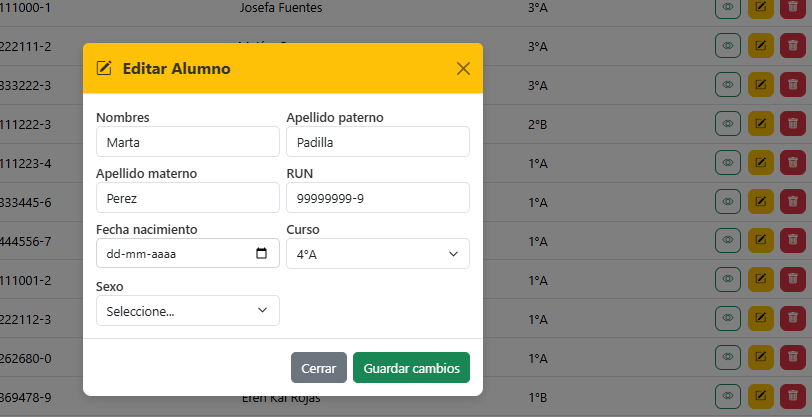 111000-1 Josefa Fuentes 3°A
222111-2 3°A
Editar Alumno
333222-3 3°A
Nombres Apellido paterno
111222-3 2°B
Marta Padilla
111223-4 1°A
Apellido materno RUN
333445-6 Perez 99999999-9 1°A
Fecha nacimiento Curso
444556-7 1°A
dd-mm-aaaa 4°A
111001-2 1°A
Sexo
222112-3 Seleccione... 1°A
262680-0 1°A
Cerrar Guardar cambios
369478-9 Eren Kai Rojas 1°B